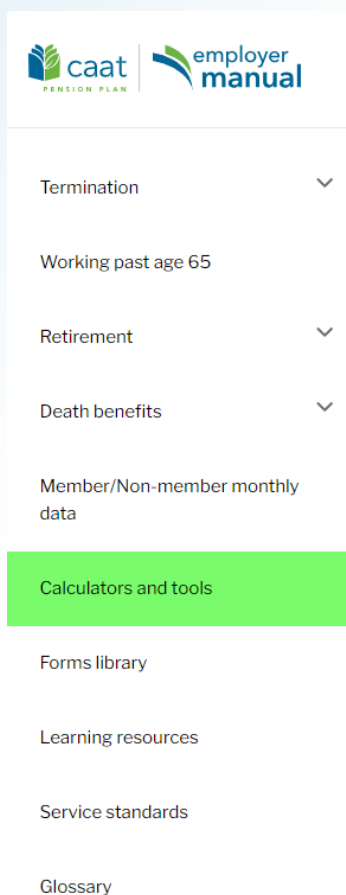 caat
PENSION PLAN
employer
manual
Termination
Working past age 65
Retirement
Death benefits
Member/Non-member monthly
data
Calculators and tools
Forms library
Learning resources
Service standards
Glossary